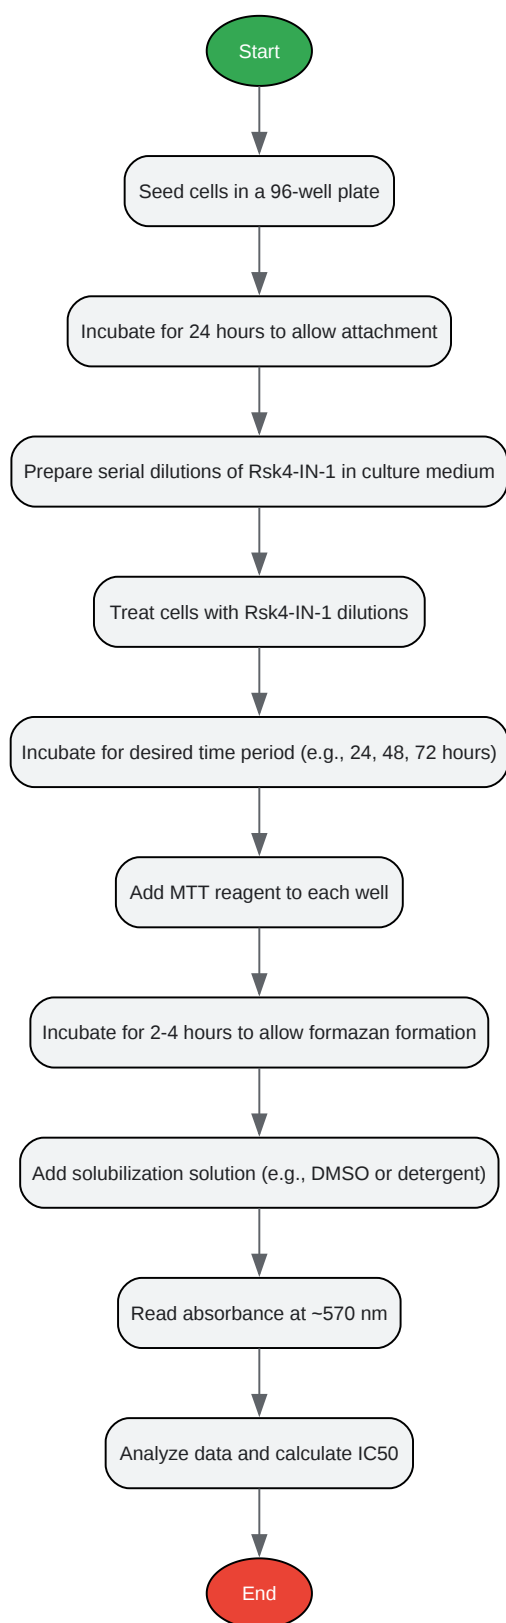 Start
Seed cells in a 96-well plate
Incubate for 24 hours to allow attachment
Prepare serial dilutions of Rsk4-IN-1 in culture medium
Treat cells with Rsk4-IN-1 dilutions
Incubate for desired time period (e.g., 24, 48, 72 hours)
Add MTT reagent to each well
Incubate for 2-4 hours to allow formazan formation
Add solubilization solution (e.g., DMSO or detergent)
Read absorbance at ~570 nm
Analyze data and calculate IC50
End